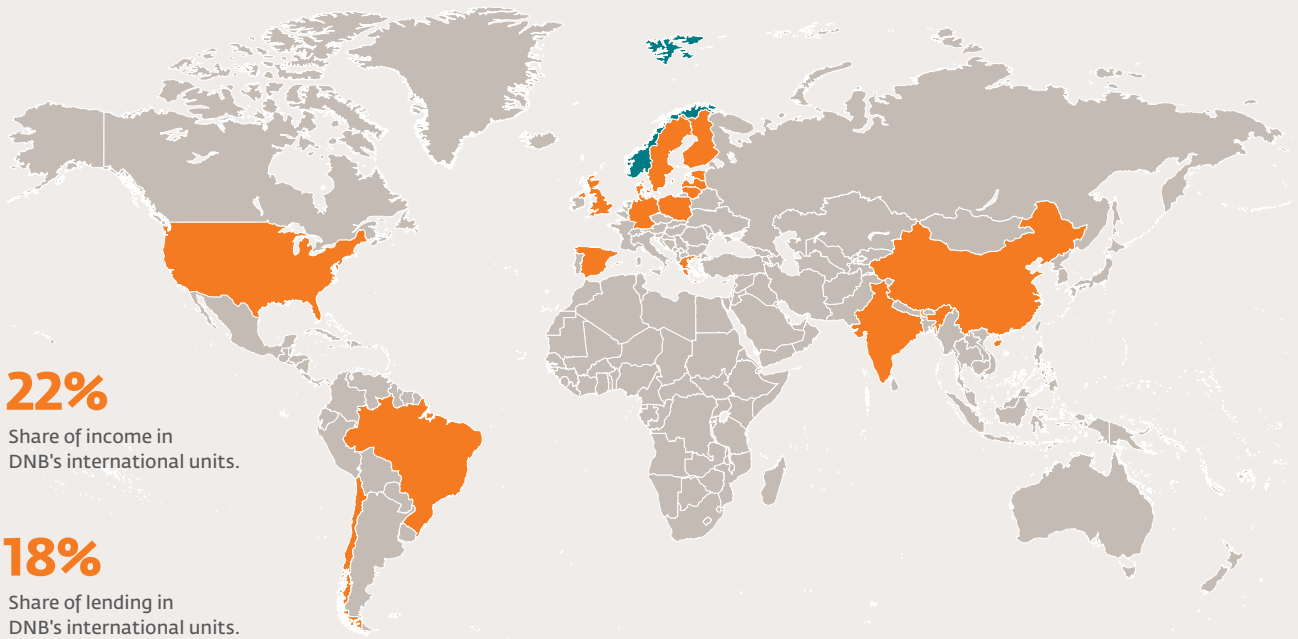 22%
Share of income in
DNB's international units.
18%
Share of lending in
DNB's international units.